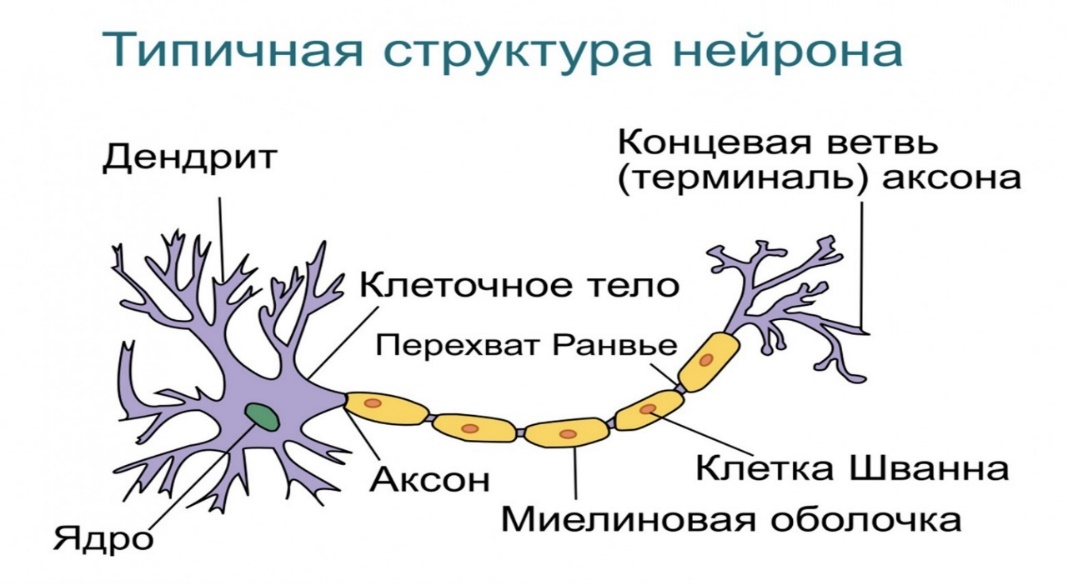 Типичная структура нейрона
Дендрит
Концевая ветвь
(терминаль) аксона
Клеточное тело
Перехват Ранвье
Аксон
Клетка Шванна
Миелиновая оболочка
Ядро